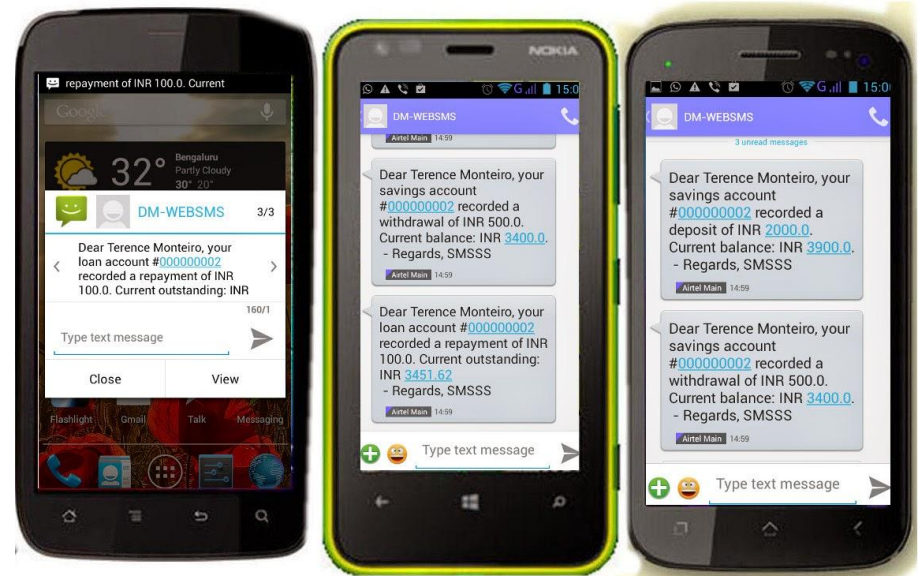 repayment of INR 100.0. Current
Google
32°
Bengaluru
Partly Cloudy
30° 20°
DM-WEBSMS 3/3
Dear Terence Monteiro, your
loan account #000000002
recorded a repayment of INR
100.0. Current outstanding: INR
160/1
Type text message
Close View
Flashlight Gmail Talk Messaging
NOKIA
G 15:0
DM-WEBSMS
Airtel Main 14:59
Dear Terence Monteiro, your
savings account
#000000002 recorded a
withdrawal of INR 500.0.
Current balance: INR 3400.0.
- Regards, SMSSS
Airtel Main 14:59
Dear Terence Monteiro, your
loan account #000000002
recorded a repayment of INR
100.0. Current outstanding:
INR 3451.62
- Regards, SMSSS
Airtel Main 14:59
Type text message
G 15:0
DM-WEBSMS
3 unread messages
Dear Terence Monteiro, your
savings account
#000000002 recorded a
deposit of INR 2000.0.
Current balance: INR 3900.0.
- Regards, SMSSS
Airtel Main 14:59
Dear Terence Monteiro, your
savings account
#000000002 recorded a
withdrawal of INR 500.0.
Current balance: INR 3400.0.
- Regards, SMSSS
Airtel Main 14:59
Type text message